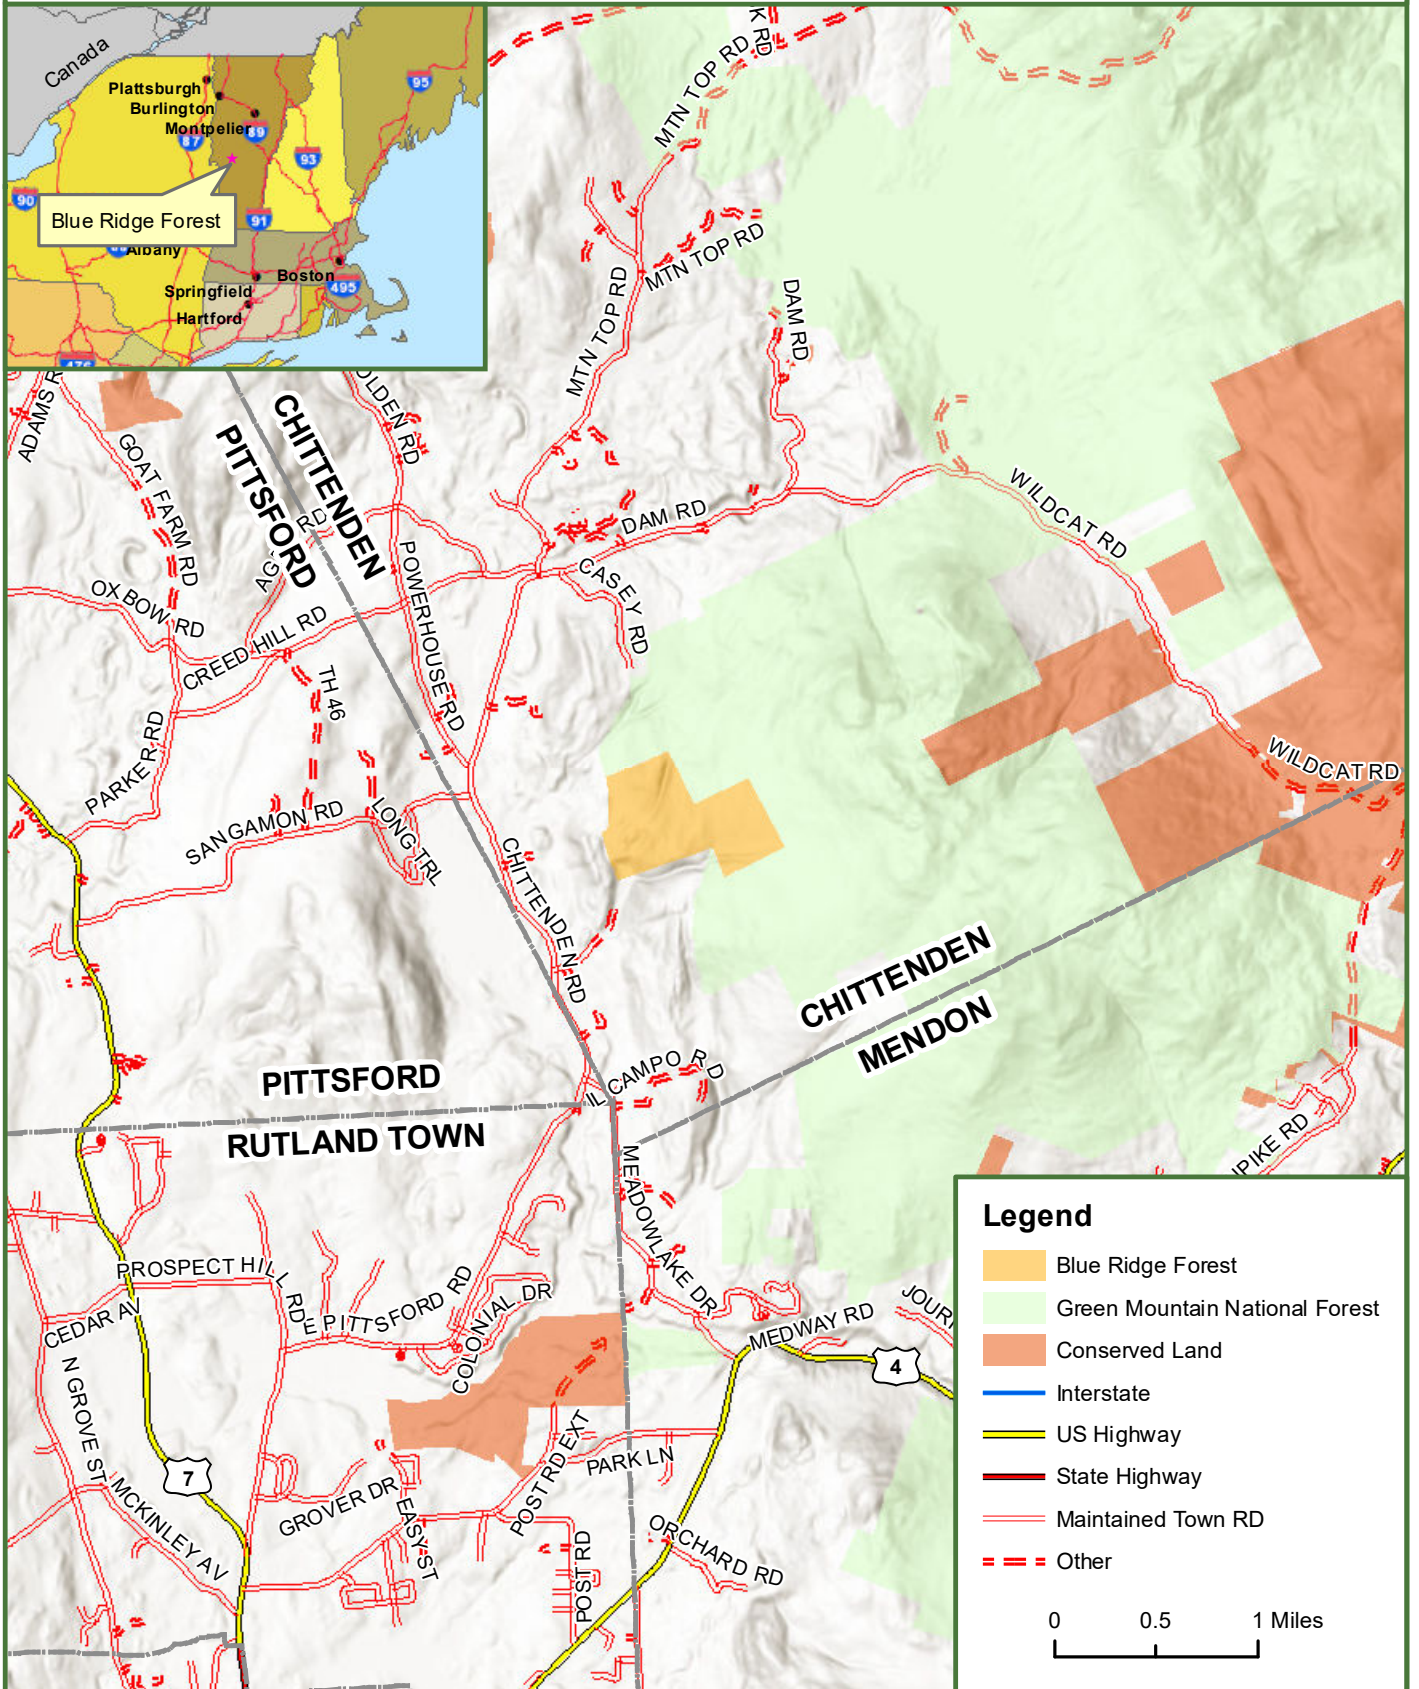 Canada
Plattsburgh
Burlington
Montpelier
87
89
93
95
90
91
Blue Ridge Forest
Albany
Boston
495
Springfield
Hartford
MTN TOP RD
K RD
MTN TOP RD
MTN TOP RD
DAM RD
ADAMS R
GOAT FARM RD
OLDEN RD
CHITTENDEN
PITTSFORD
RD
DAM RD
WILDCAT RD
CASEY RD
OXBOW RD
CREED HILL RD
POWERHOUSE RD
TH 46
PARKER RD
WILDCAT RD
SANGAMON RD
LONG TRL
CHITTENDEN RD
CHITTENDEN
MENDON
PITTSFORD
RUTLAND TOWN
IL CAMPO RD
MEADOWLAKE DR
PIKE RD
PROSPECT HILL RD
CEDAR AV
E PITTSFORD RD
COLONIAL DR
MEDWAY RD
JOUR
4
N GROVE ST
7
MCKINLEY AV
GROVER DR
EASY ST
POST RD EXT
PARK LN
POST RD
ORCHARD RD
Legend
Blue Ridge Forest
Green Mountain National Forest
Conserved Land
Interstate
US Highway
State Highway
Maintained Town RD
Other
0 0.5 1 Miles